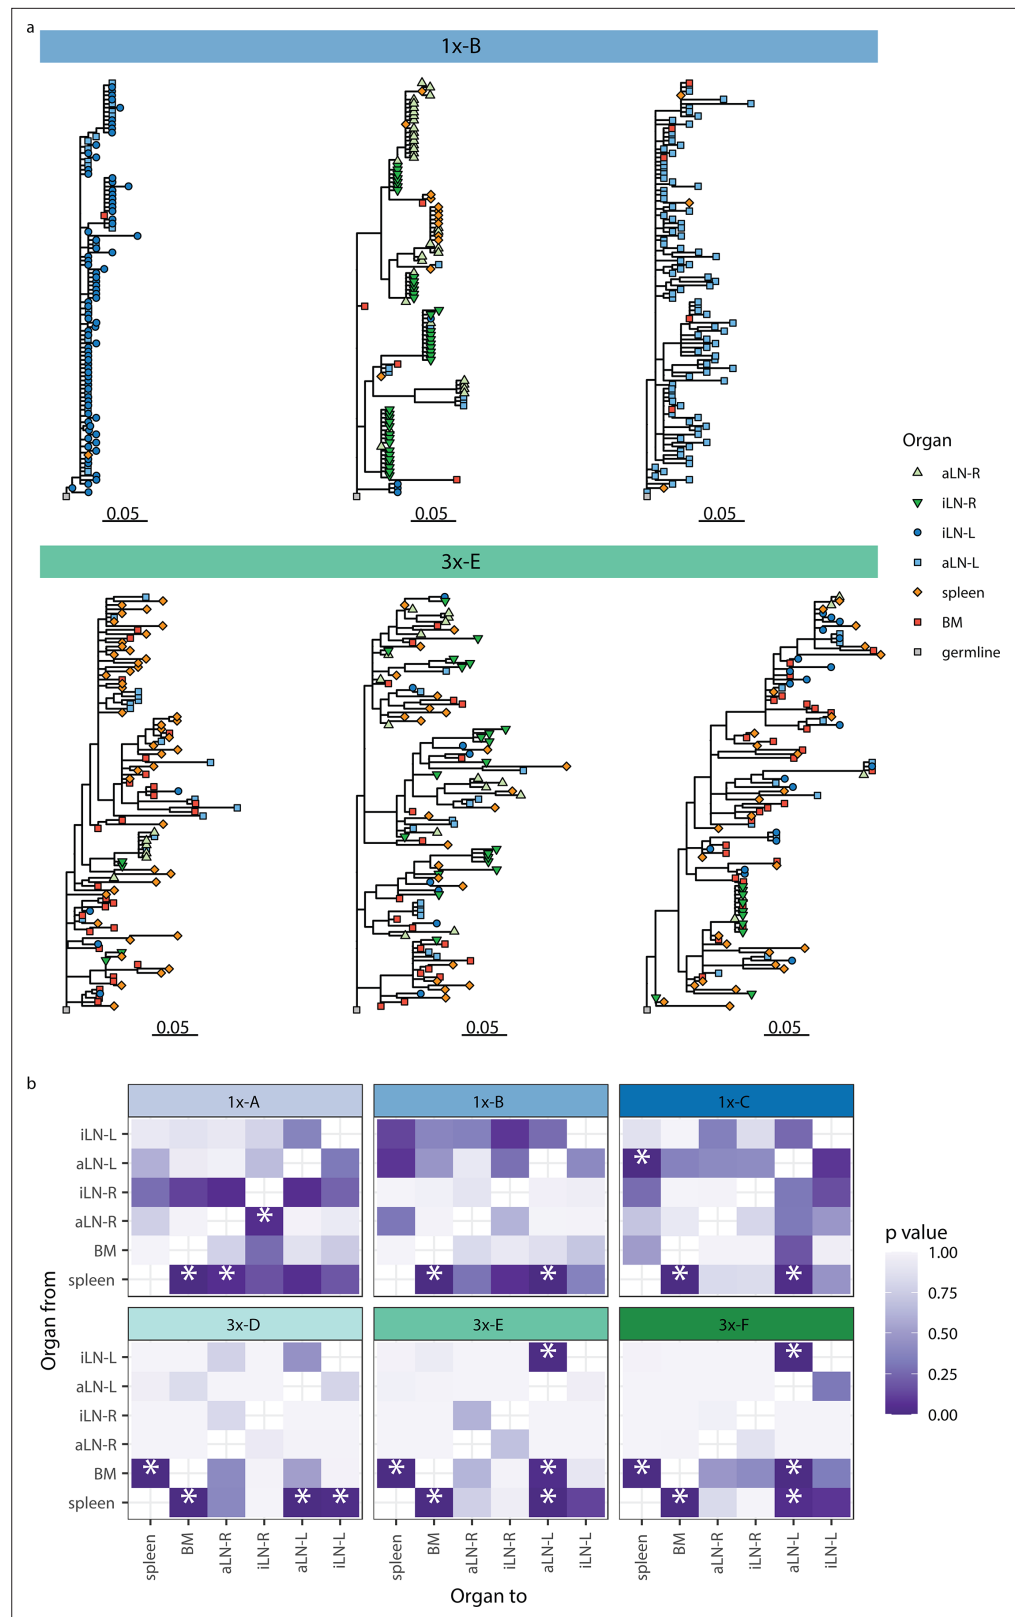 a
1x-B
0.05 0.05 0.05
Organ
aLN-R
iLN-R
iLN-L
aLN-L
spleen
BM
germline
3x-E
0.05 0.05 0.05
b
1x-A 1x-B 1x-C
iLN-L
aLN-L
iLN-R
aLN-R
BM
spleen
* * * * * * * *
p value
1.00
0.75
0.50
0.25
0.00
Organ from
3x-D 3x-E 3x-F
iLN-L
aLN-L
iLN-R
aLN-R
BM
spleen
* * * * * * * * * * * * * *
spleen BM aLN-R iLN-R aLN-L iLN-L spleen BM aLN-R iLN-R aLN-L iLN-L spleen BM aLN-R iLN-R aLN-L iLN-L
Organ to